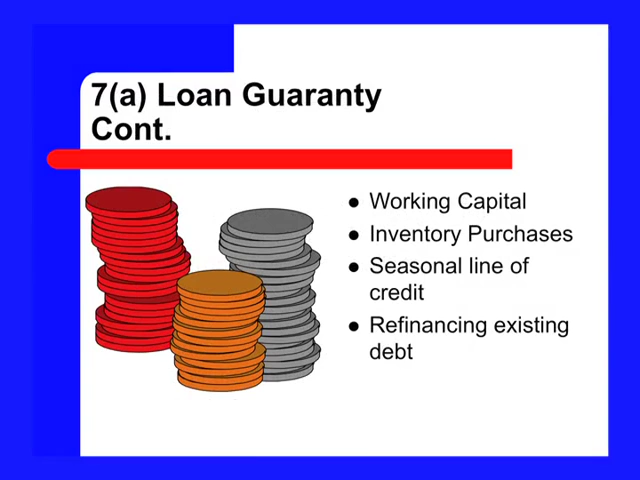 7(a) Loan Guaranty
Cont.
● Working Capital
● Inventory Purchases
● Seasonal line of
credit
● Refinancing existing
debt